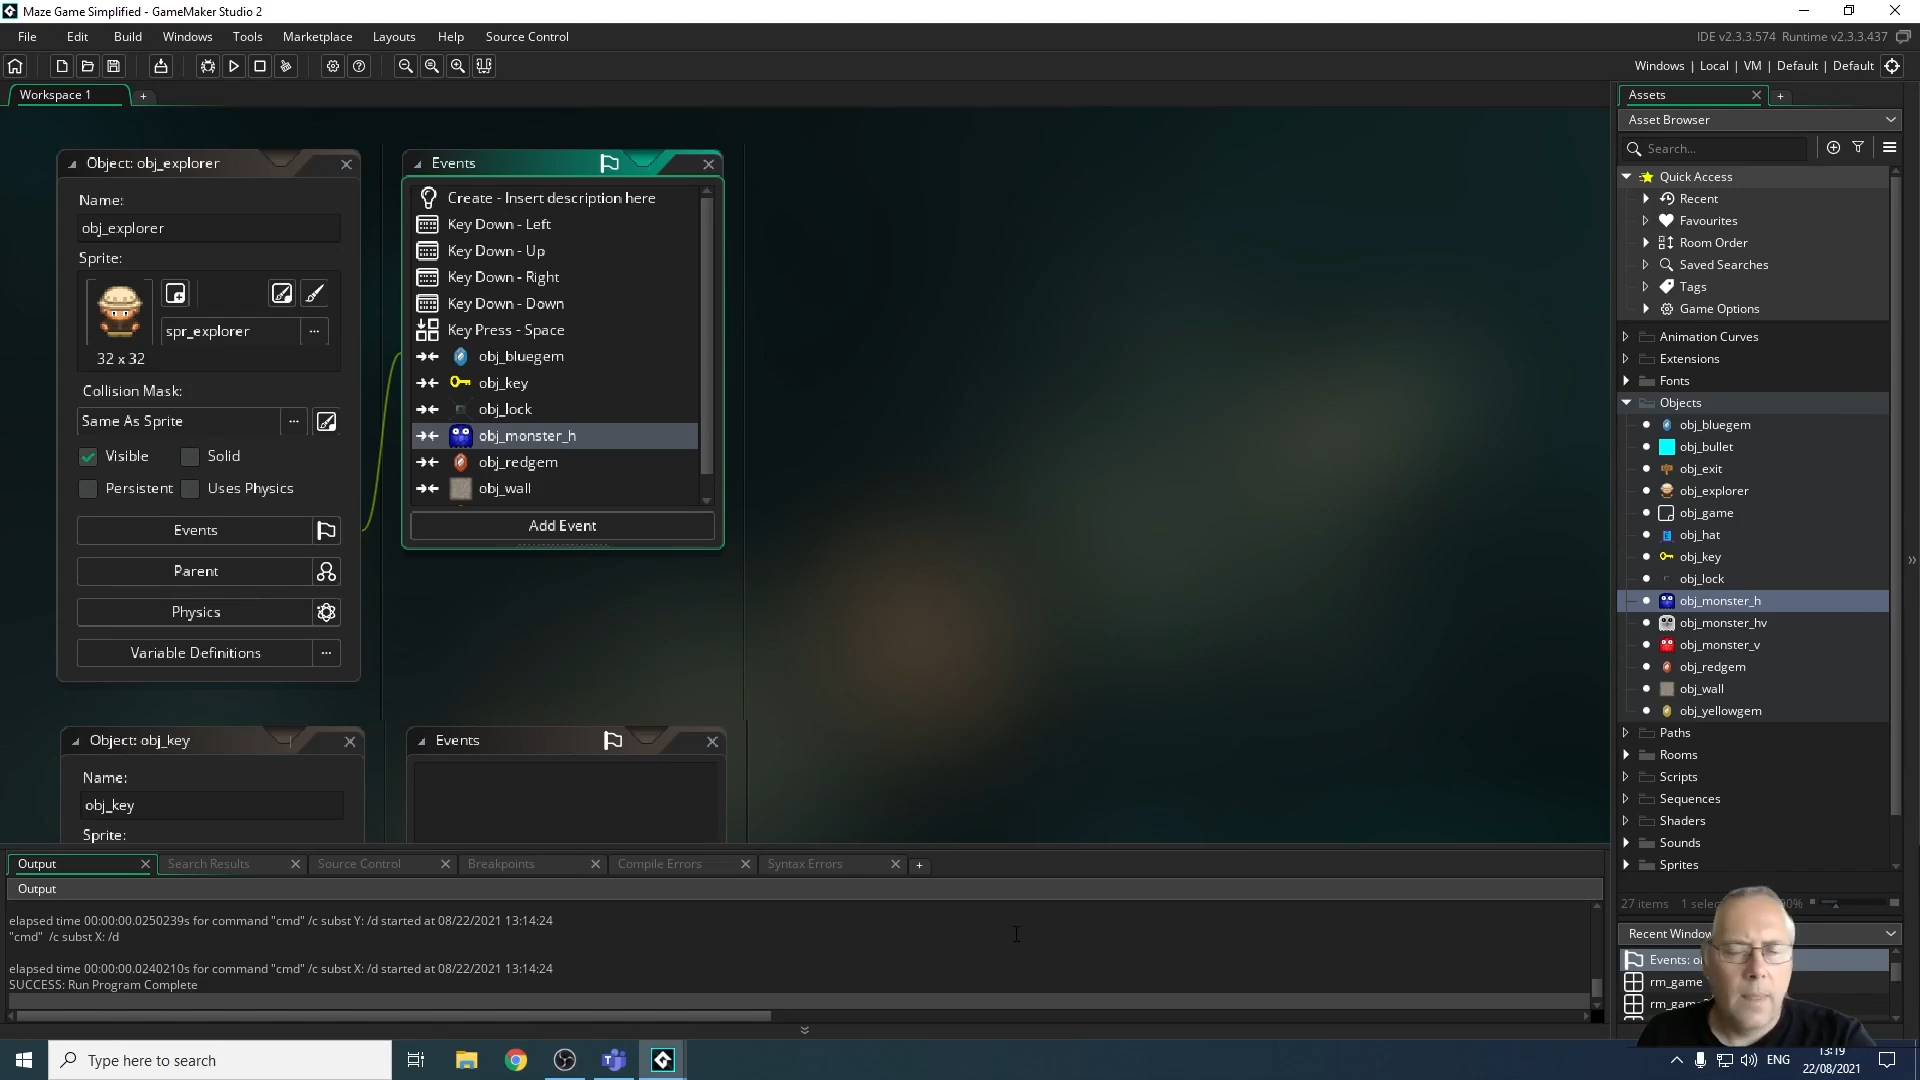 Maze Game Simplified - GameMaker Studio 2
File Edit Build Windows Tools Marketplace Layouts Help Source Control
IDE v2.3.3.574 Runtime v2.3.3.437
Windows | Local | VM | Default | Default
Workspace 1
Object: obj_explorer
Name:
obj_explorer
Sprite:
spr_explorer
32 x 32
Collision Mask:
Same As Sprite
Visible Solid
Persistent Uses Physics
Events
Parent
Physics
Variable Definitions
Events
Create - Insert description here
Key Down - Left
Key Down - Up
Key Down - Right
Key Down - Down
Key Press - Space
obj_bluegem
obj_key
obj_lock
obj_monster_h
obj_redgem
obj_wall
Add Event
Object: obj_key
Name:
obj_key
Sprite:
Events
Assets
Asset Browser
Search...
Quick Access
Recent
Favourites
Room Order
Saved Searches
Tags
Game Options
Animation Curves
Extensions
Fonts
Objects
obj_bluegem
obj_bullet
obj_exit
obj_explorer
obj_game
obj_hat
obj_key
obj_lock
obj_monster_h
obj_monster_hv
obj_monster_v
obj_redgem
obj_wall
obj_yellowgem
Paths
Rooms
Scripts
Sequences
Shaders
Sounds
Sprites
27 items 1
Recent
Events:
rm_game
Output Search Results Source Control Breakpoints Compile Errors Syntax Errors
Output
elapsed time 00:00:00.0250239s for command "cmd" /c subst Y: /d started at 08/22/2021 13:14:24
"cmd" /c subst X: /d
elapsed time 00:00:00.0240210s for command "cmd" /c subst X: /d started at 08/22/2021 13:14:24
SUCCESS: Run Program Complete
Type here to search
ENG
13:19
22/08/2021